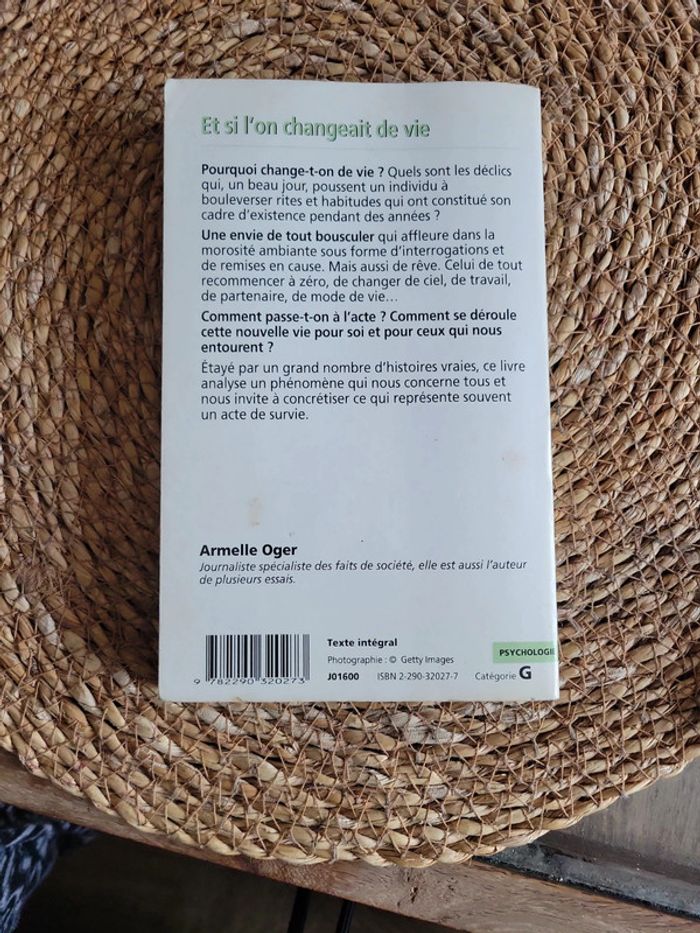 Et si l'on changeait de vie
Pourquoi change-t-on de vie ? Quels sont les déclics
qui, un beau jour, poussent un individu à
bouleverser rites et habitudes qui ont constitué son
cadre d'existence pendant des années ?
Une envie de tout bousculer qui affleure dans la
morosité ambiante sous forme d'interrogations et
de remises en cause. Mais aussi de rêve. Celui de tout
recommencer à zéro, de changer de ciel, de travail,
de partenaire, de mode de vie...
Comment passe-t-on à l'acte ? Comment se déroule
cette nouvelle vie pour soi et pour ceux qui nous
entourent ?
Étayé par un grand nombre d'histoires vraies, ce livre
analyse un phénomène qui nous concerne tous et
nous invite à concrétiser ce qui représente souvent
un acte de survie.
Armelle Oger
Journaliste spécialiste des faits de société, elle est aussi l'auteur
de plusieurs essais.
Texte intégral
PSYCHOLOGIE
Photographie : © Getty Images
J01600 ISBN 2-290-32027-7 Catégorie G
9 782290 320273